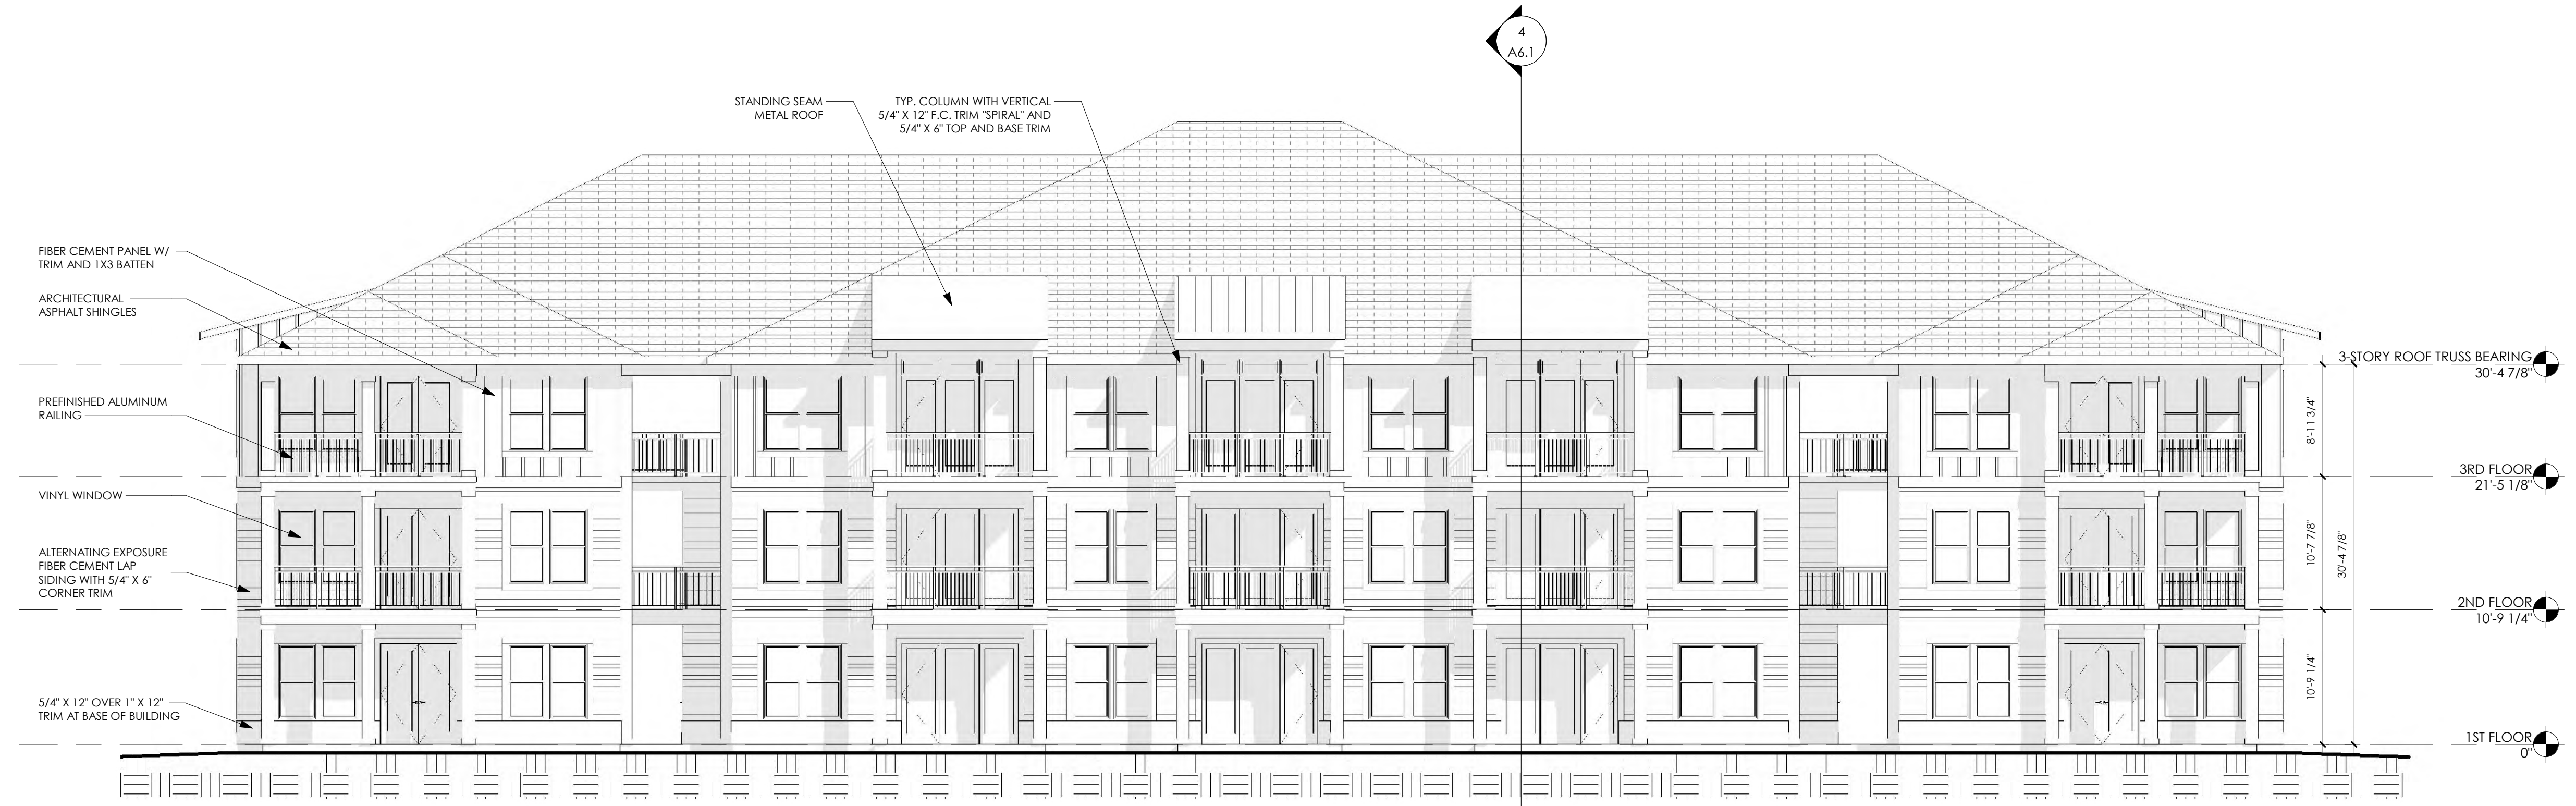 4
A6.1
STANDING SEAM
METAL ROOF
TYP. COLUMN WITH VERTICAL
5/4" X 12" F.C. TRIM "SPIRAL" AND
5/4" X 6" TOP AND BASE TRIM
FIBER CEMENT PANEL W/
TRIM AND 1X3 BATTEN
ARCHITECTURAL
ASPHALT SHINGLES
PREFINISHED ALUMINUM
RAILING
VINYL WINDOW
ALTERNATING EXPOSURE
FIBER CEMENT LAP
SIDING WITH 5/4" X 6"
CORNER TRIM
5/4" X 12" OVER 1" X 12"
TRIM AT BASE OF BUILDING
8'-11 3/4"
10'-7 7/8"
10'-9 1/4"
30'-4 7/8"
3-STORY ROOF TRUSS BEARING
30'-4 7/8"
3RD FLOOR
21'-5 1/8"
2ND FLOOR
10'-9 1/4"
1ST FLOOR
0"